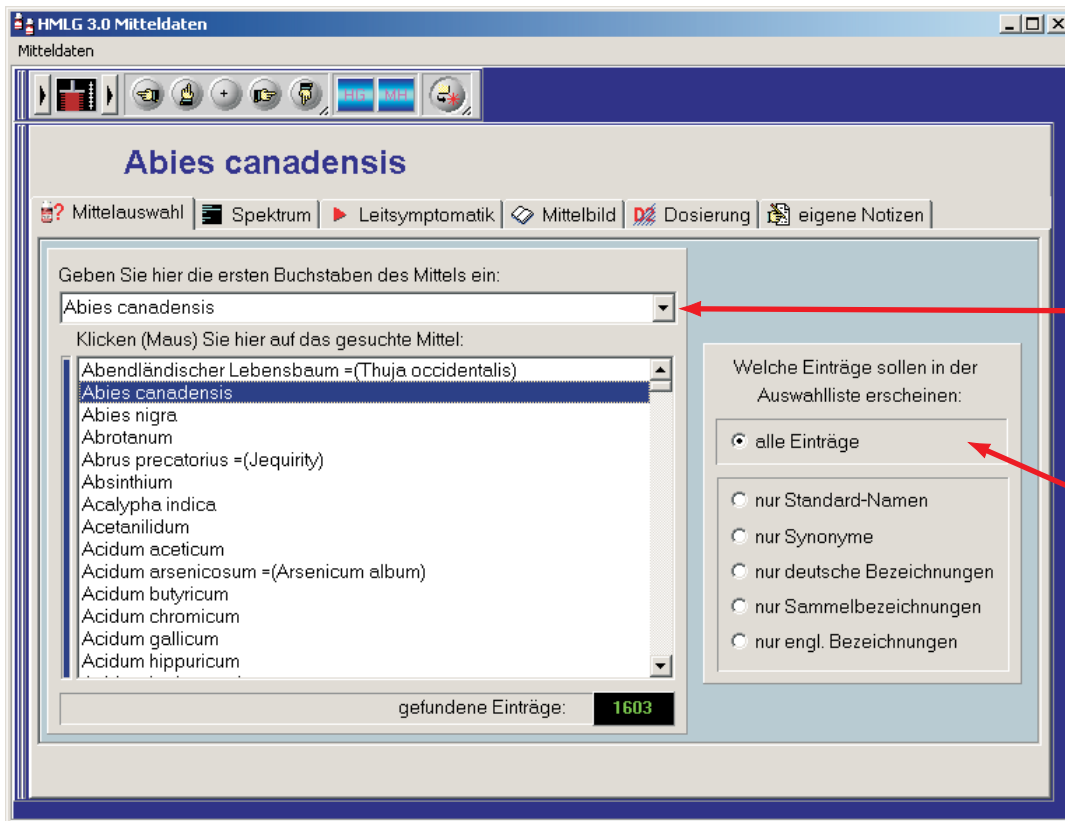 HMLG 3.0 Mitteldaten
Mitteldaten
HG MH
Abies canadensis
Mittelauswahl Spektrum Leitsymptomatik Mittelbild D2 Dosierung eigene Notizen
Geben Sie hier die ersten Buchstaben des Mittels ein:
Abies canadensis
Klicken (Maus) Sie hier auf das gesuchte Mittel:
Abendländischer Lebensbaum =(Thuja occidentalis)
Abies canadensis
Abies nigra
Abrotanum
Abrus precatorius =(Jequirity)
Absinthium
Acalypha indica
Acetanilidum
Acidum aceticum
Acidum arsenicosum =(Arsenicum album)
Acidum butyricum
Acidum chromicum
Acidum gallicum
Acidum hippuricum
gefundene Einträge: 1603
Welche Einträge sollen in der
Auswahlliste erscheinen:
alle Einträge
nur Standard-Namen
nur Synonyme
nur deutsche Bezeichnungen
nur Sammelbezeichnungen
nur engl. Bezeichnungen